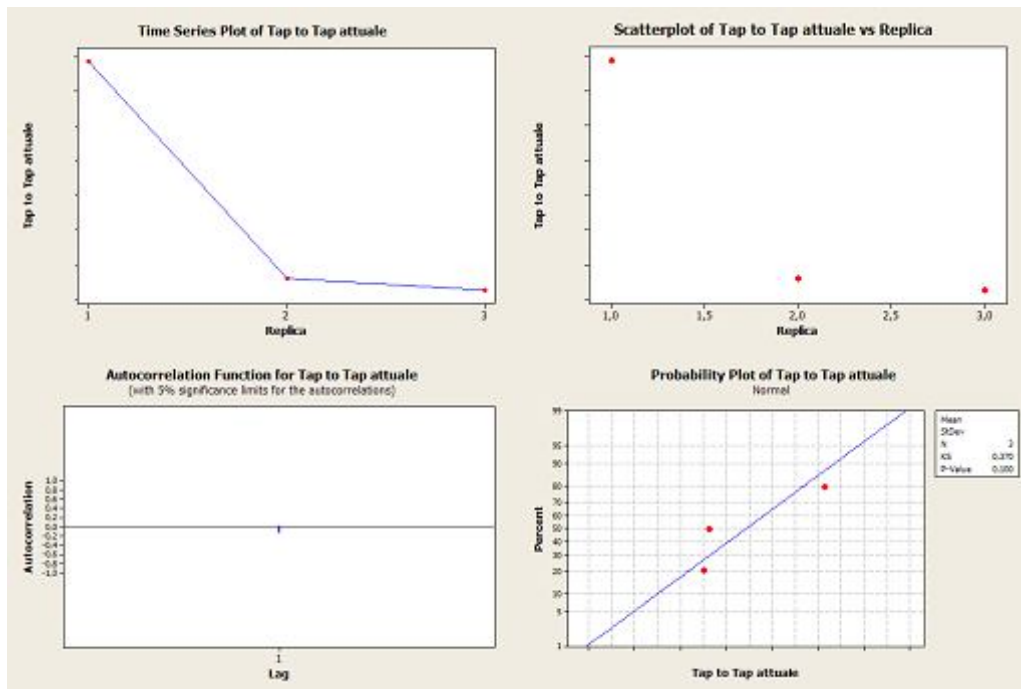 Time Series Plot of Tap to Tap attuale
Tap to Tap attuale
1 2 3
Replica
Scatterplot of Tap to Tap attuale vs Replica
Tap to Tap attuale
1,0 1,5 2,0 2,5 3,0
Replica
Autocorrelation Function for Tap to Tap attuale
(with 5% significance limits for the autocorrelations)
Autocorrelation
1,0
0,8
0,6
0,4
0,2
0,0
-0,2
-0,4
-0,6
-0,8
-1,0
1
Lag
Probability Plot of Tap to Tap attuale
Normal
Percent
99
95
90
80
70
60
50
40
30
20
10
5
1
Tap to Tap attuale
Mean
StDev
N 3
KS 0,370
P-Value 0,100